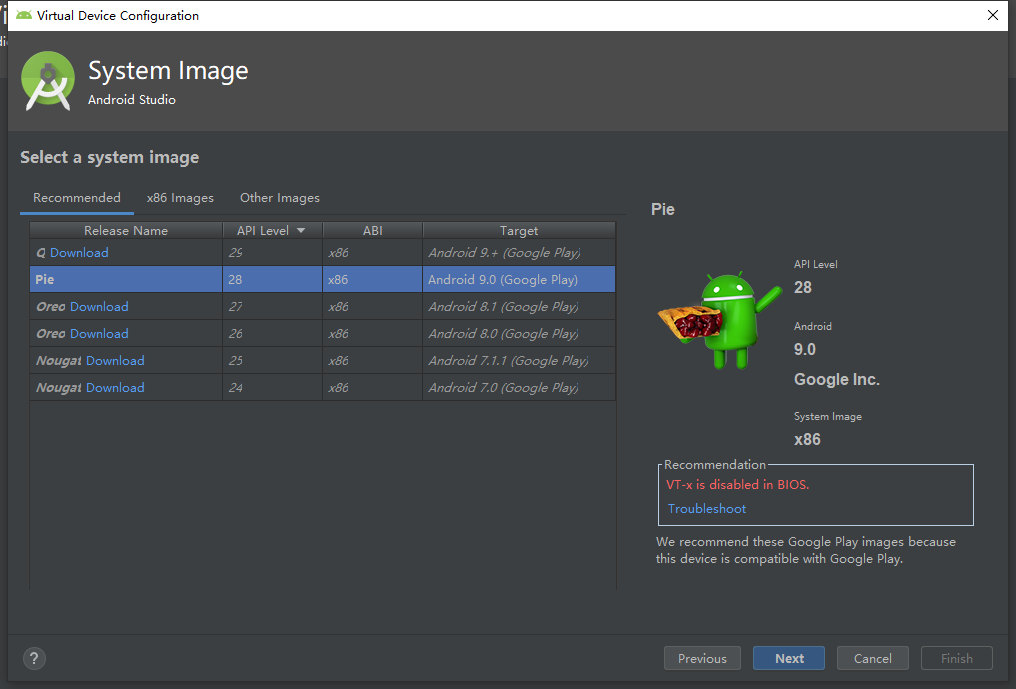 Virtual Device Configuration
System Image
Android Studio
Select a system image
Recommended x86 Images Other Images
Release Name API Level ABI Target
Q Download 29 x86 Android 9.+ (Google Play)
Pie 28 x86 Android 9.0 (Google Play)
Oreo Download 27 x86 Android 8.1 (Google Play)
Oreo Download 26 x86 Android 8.0 (Google Play)
Nougat Download 25 x86 Android 7.1.1 (Google Play)
Nougat Download 24 x86 Android 7.0 (Google Play)
Pie
API Level
28
Android
9.0
Google Inc.
System Image
x86
Recommendation
VT-x is disabled in BIOS.
Troubleshoot
We recommend these Google Play images because
this device is compatible with Google Play.
? Previous Next Cancel Finish